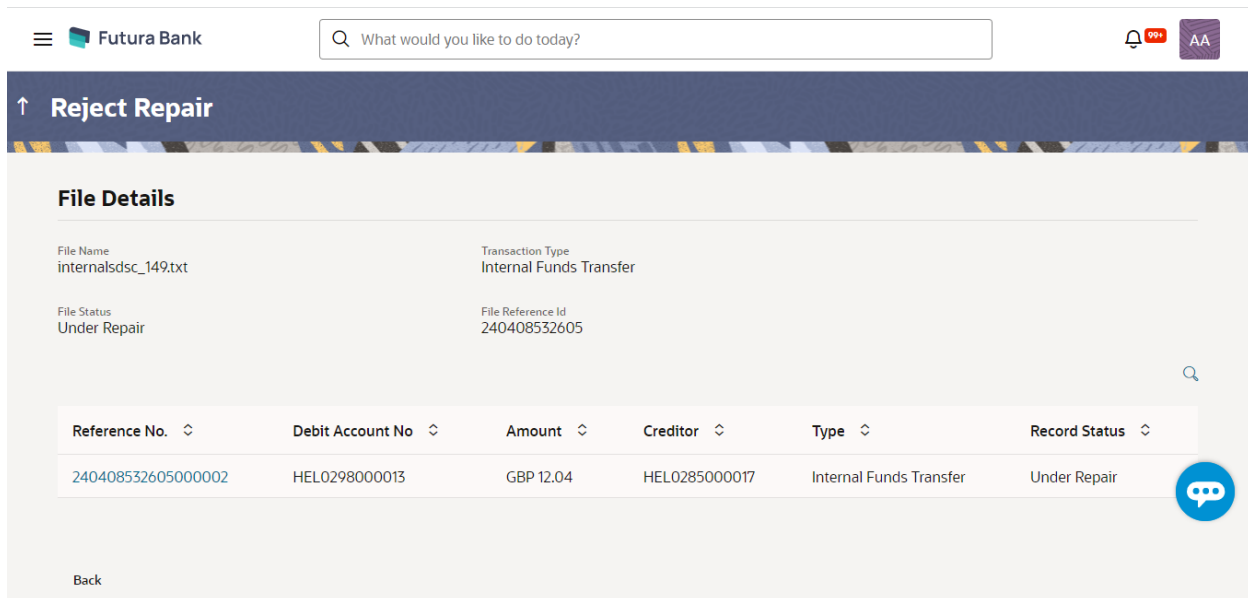 Futura Bank What would you like to do today? 99+ AA
Reject Repair
File Details
File Name Transaction Type
internalsdsc_149.txt Internal Funds Transfer
File Status File Reference Id
Under Repair 240408532605
Reference No. Debit Account No Amount Creditor Type Record Status
240408532605000002 HEL0298000013 GBP 12.04 HEL0285000017 Internal Funds Transfer Under Repair
Back